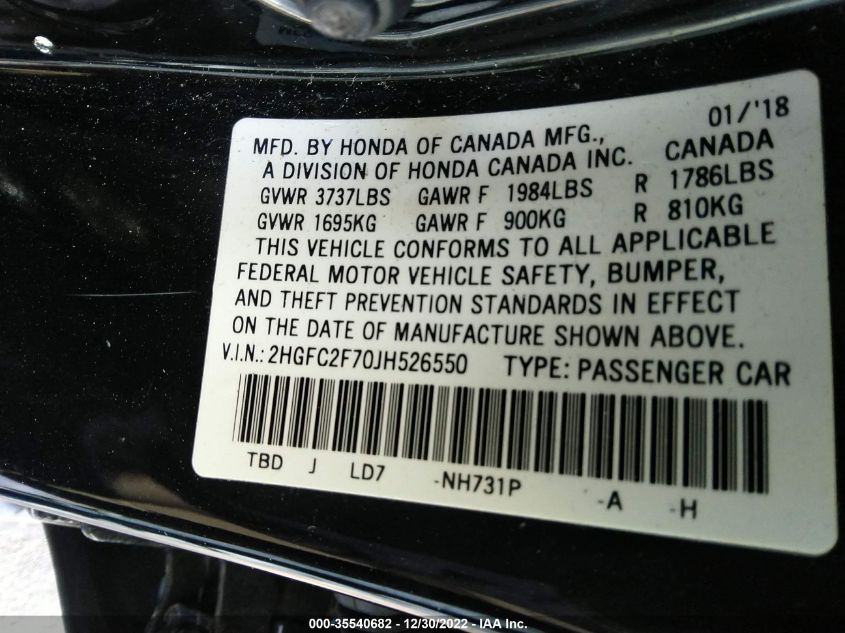 01/'18
MFD. BY HONDA OF CANADA MFG.,
A DIVISION OF HONDA CANADA INC. CANADA
GVWR 3737LBS GAWR F 1984LBS R 1786LBS
GVWR 1695KG GAWR F 900KG R 810KG
THIS VEHICLE CONFORMS TO ALL APPLICABLE
FEDERAL MOTOR VEHICLE SAFETY, BUMPER,
AND THEFT PREVENTION STANDARDS IN EFFECT
ON THE DATE OF MANUFACTURE SHOWN ABOVE.
V.I.N.: 2HGFC2F70JH526550 TYPE: PASSENGER CAR
TBD J LD7 -NH731P -A -H
000-35540682 - 12/30/2022 - IAA Inc.